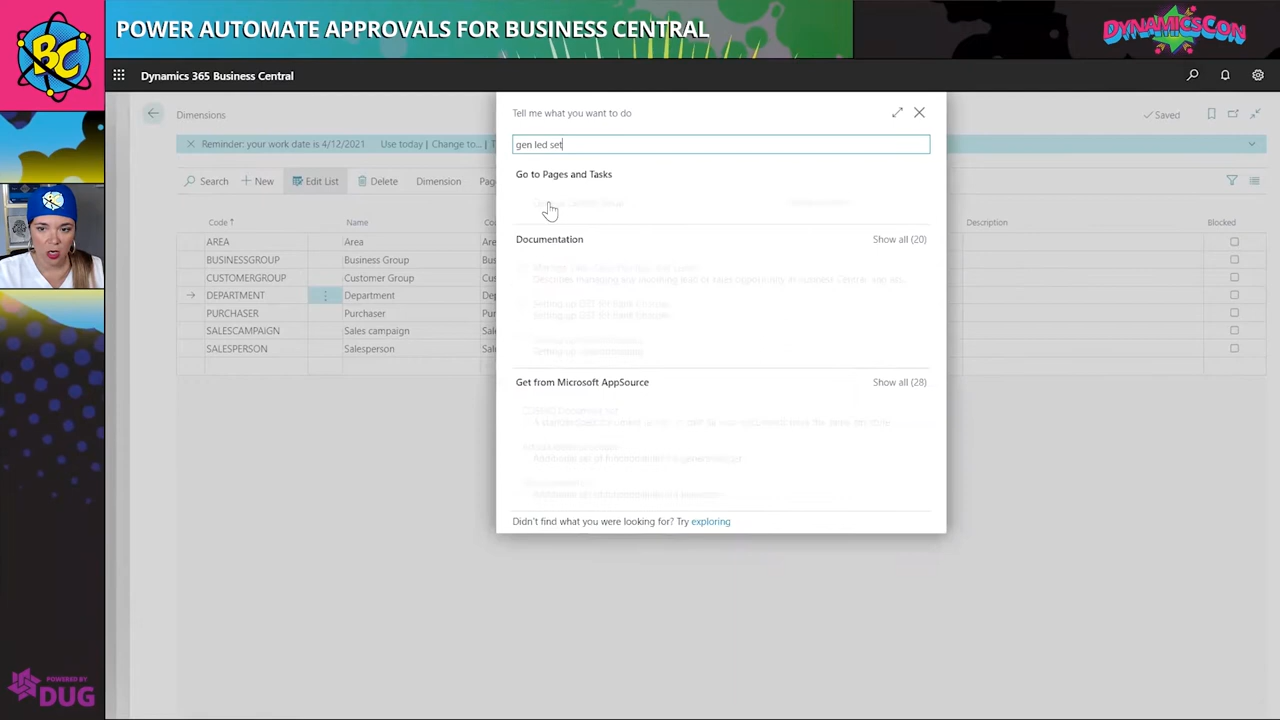 POWER AUTOMATE APPROVALS FOR BUSINESS CENTRAL
BC
DYNAMICSCON
Dynamics 365 Business Central
Dimensions
Saved
Reminder: your work date is 4/12/2021 Use today | Change to... | T
Search New Edit List Delete Dimension
Code Name Description Blocked
AREA Area
BUSINESSGROUP Business Group
CUSTOMERGROUP Customer Group
DEPARTMENT Department
PURCHASER Purchaser
SALESCAMPAIGN Sales campaign
SALESPERSON Salesperson
Tell me what you want to do
gen led set
Go to Pages and Tasks
Documentation Show all (20)
Get from Microsoft AppSource Show all (28)
Didn't find what you were looking for? Try exploring
POWERED BY
DUG